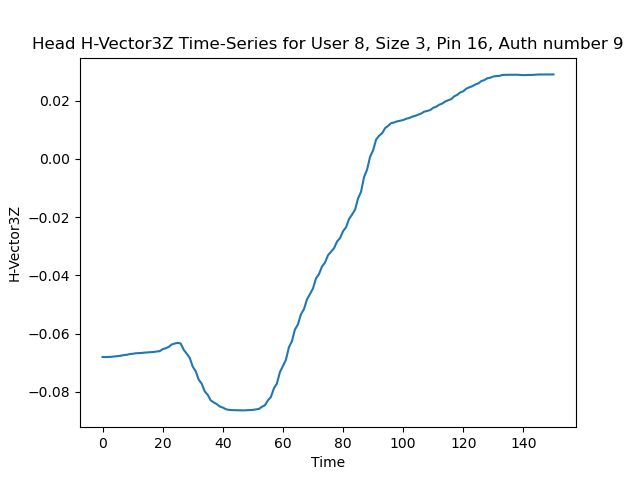 Head H-Vector3Z Time-Series for User 8, Size 3, Pin 16, Auth number 9
0.02
0.00
−0.02
−0.04
−0.06
−0.08
H-Vector3Z
0 20 40 60 80 100 120 140
Time